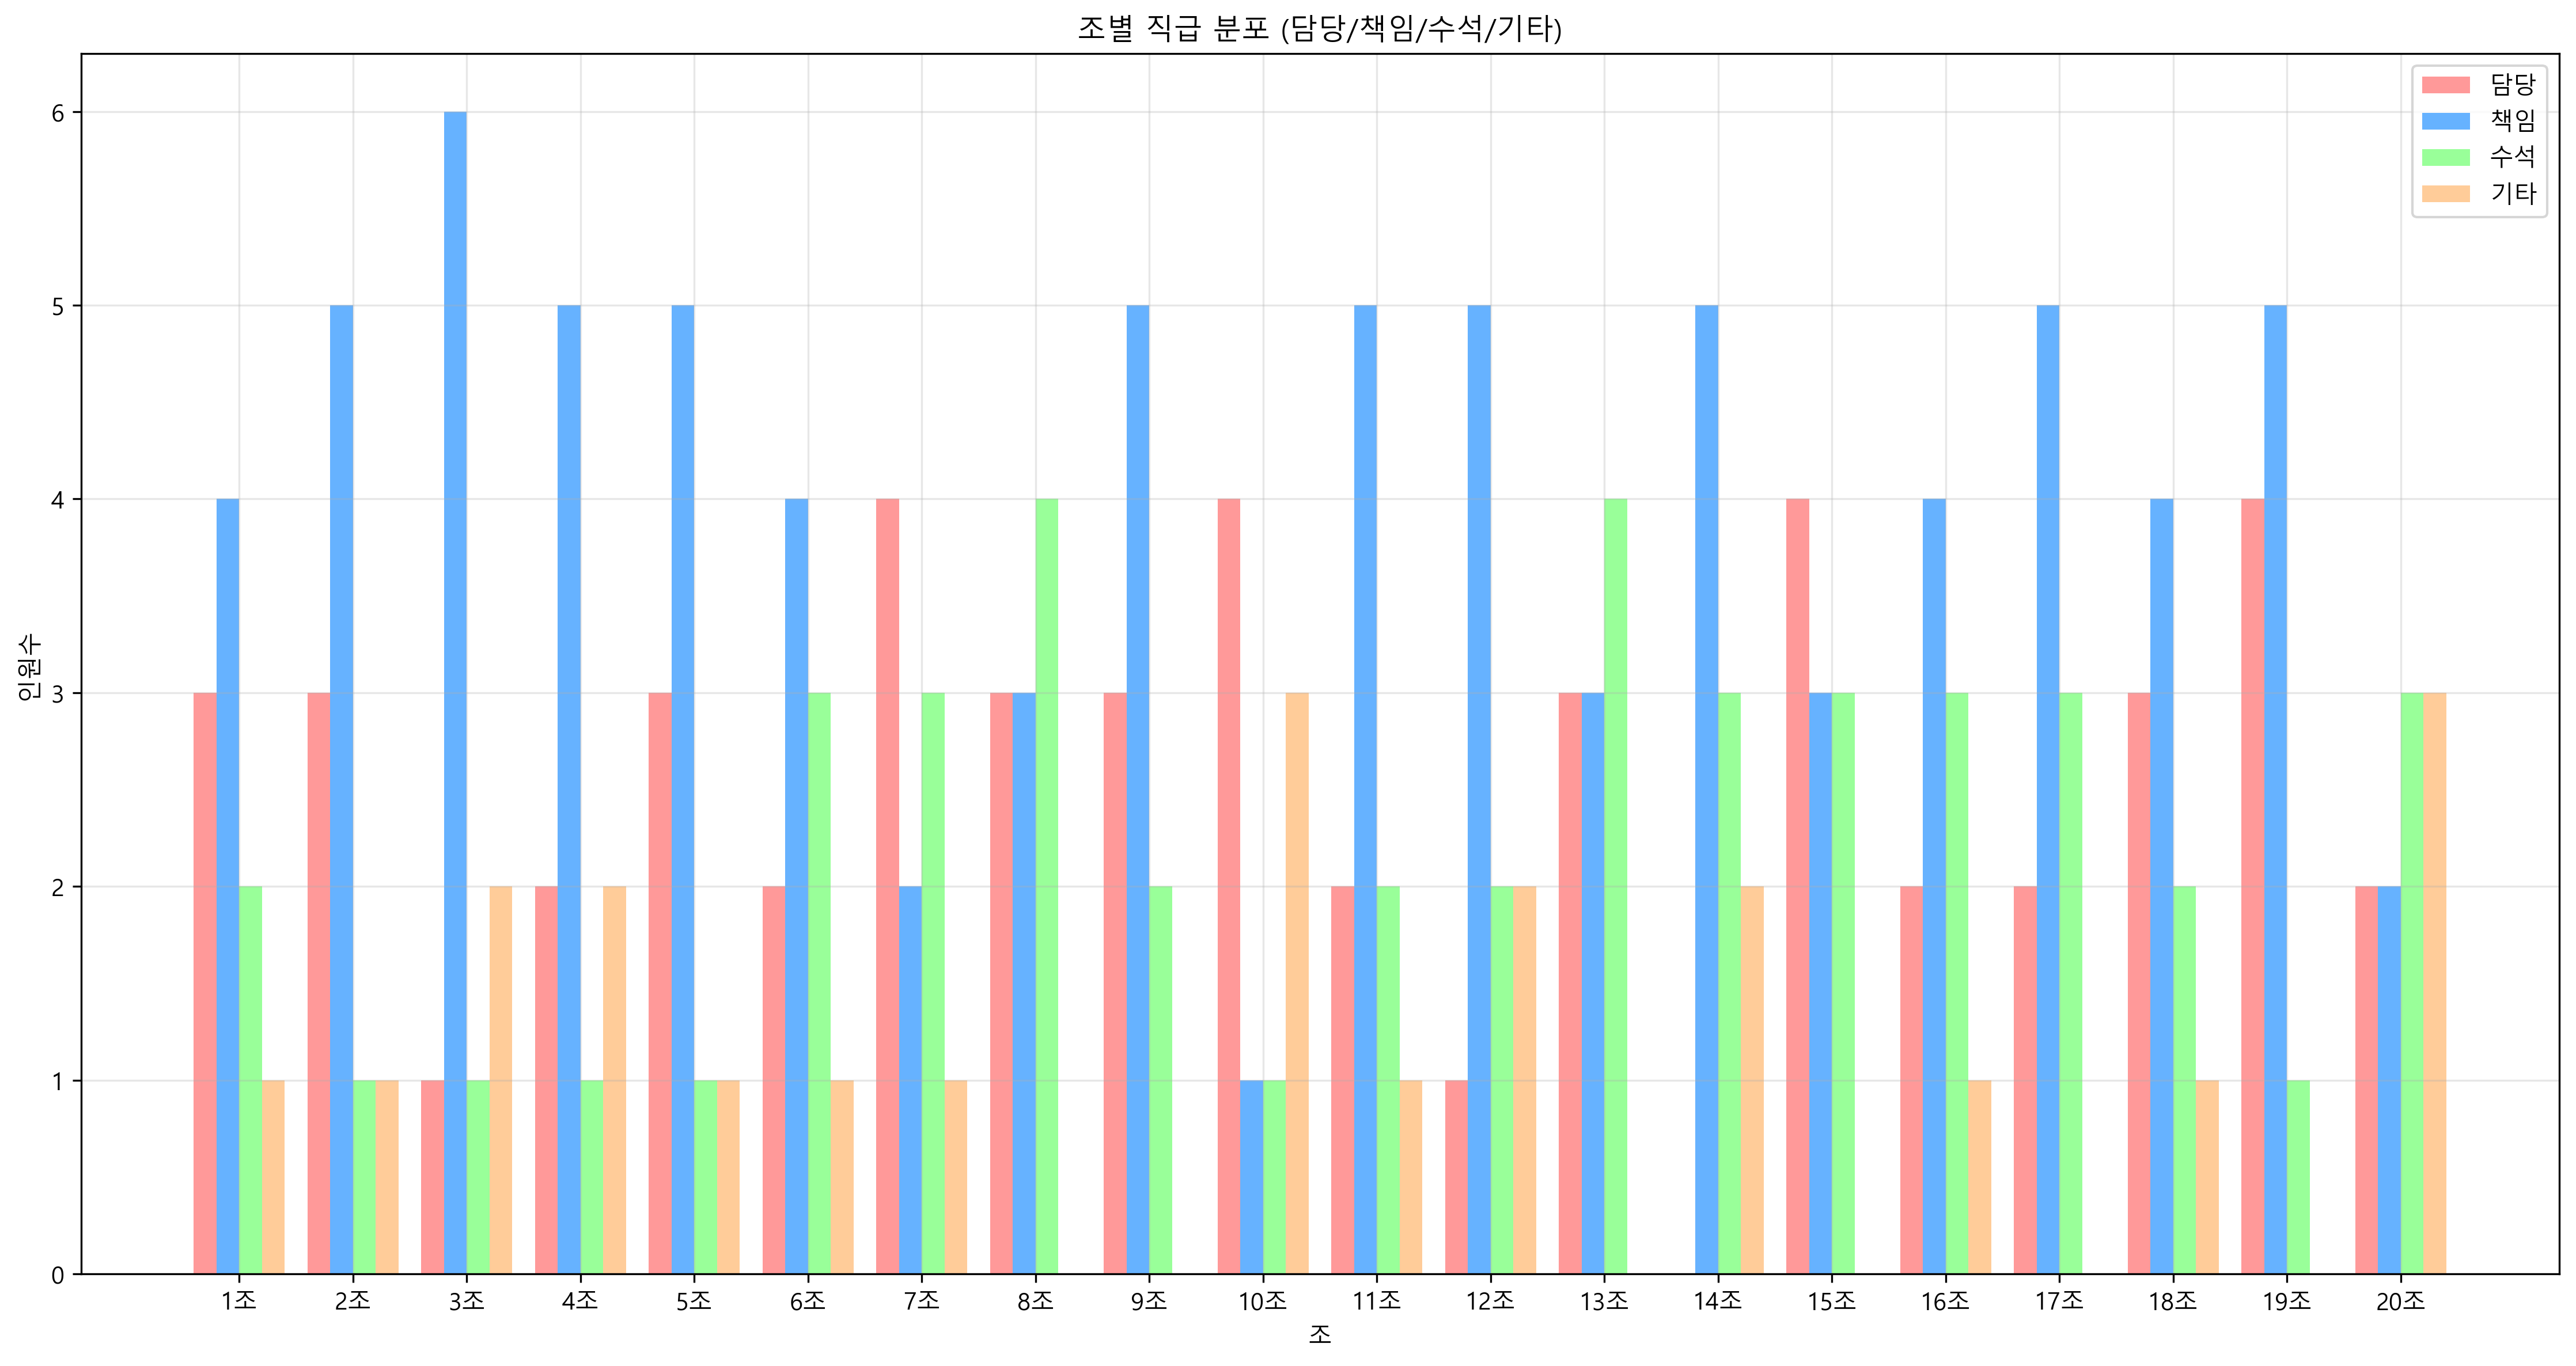 조별 직급 분포 (담당/책임/수석/기타)
담당
책임
수석
기타
인원수
6
5
4
3
2
1
0
1조 2조 3조 4조 5조 6조 7조 8조 9조 10조 11조 12조 13조 14조 15조 16조 17조 18조 19조 20조
조